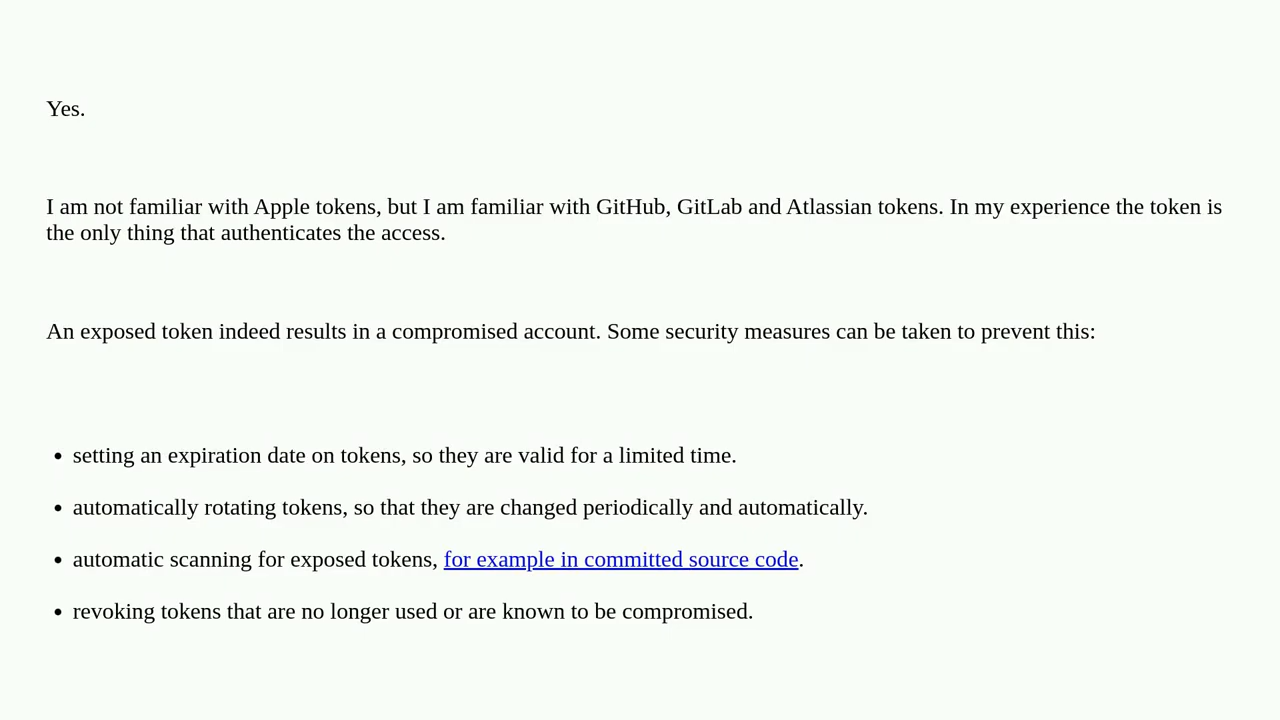 Yes.
I am not familiar with Apple tokens, but I am familiar with GitHub, GitLab and Atlassian tokens. In my experience the token is
the only thing that authenticates the access.
An exposed token indeed results in a compromised account. Some security measures can be taken to prevent this:
• setting an expiration date on tokens, so they are valid for a limited time.
• automatically rotating tokens, so that they are changed periodically and automatically.
• automatic scanning for exposed tokens, for example in committed source code.
• revoking tokens that are no longer used or are known to be compromised.